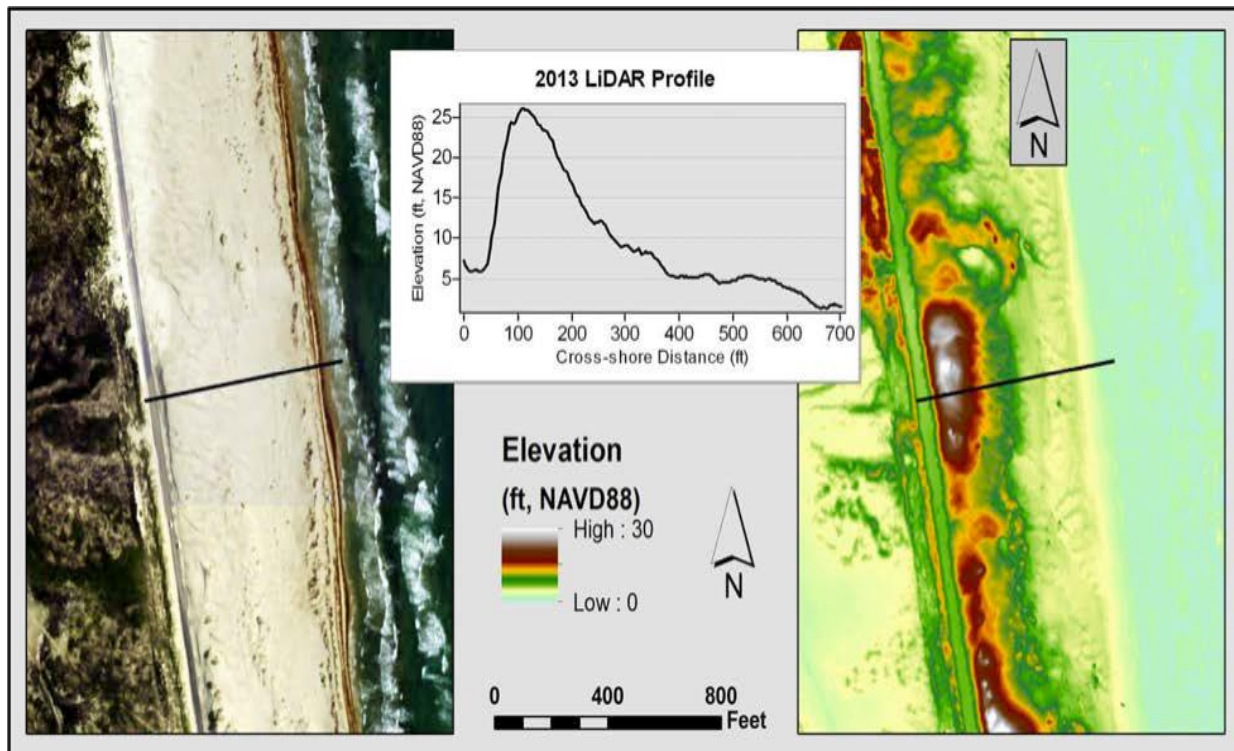 2013 LiDAR Profile
Elevation (ft, NAVD88)
25
20
15
10
5
0 100 200 300 400 500 600 700
Cross-shore Distance (ft)
N
Elevation
(ft, NAVD88)
High : 30
Low : 0
N
0 400 800
Feet